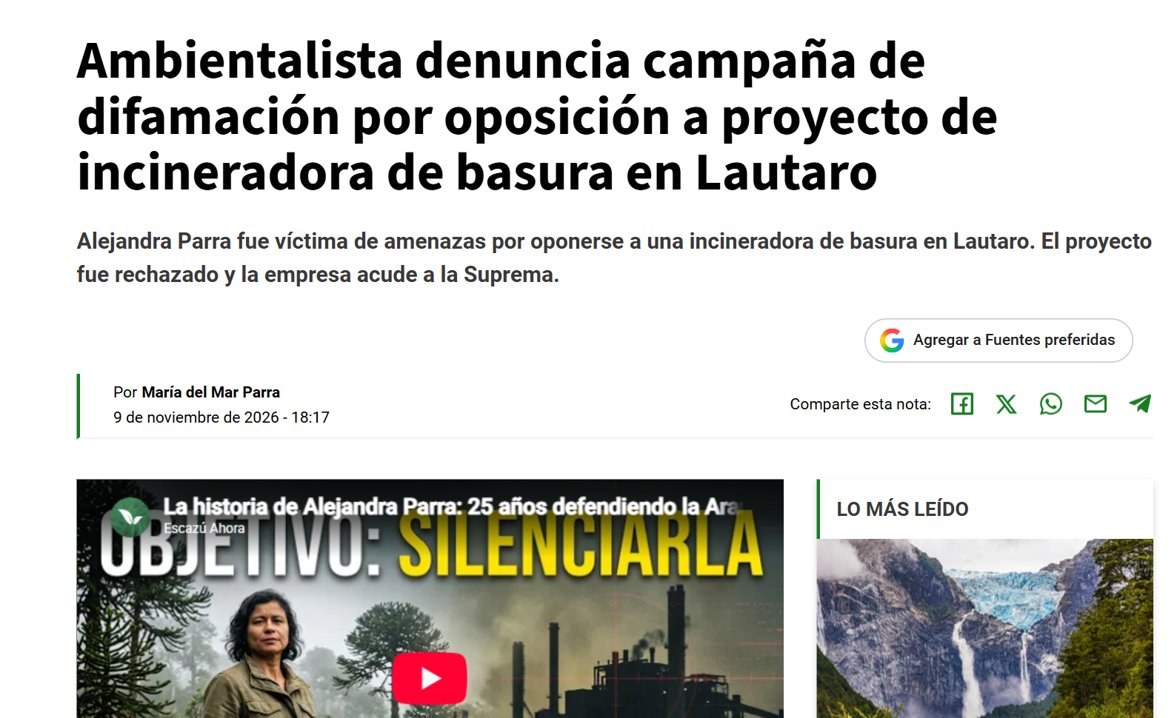 Ambientalista denuncia campaña de
difamación por oposición a proyecto de
incineradora de basura en Lautaro
Alejandra Parra fue víctima de amenazas por oponerse a una incineradora de basura en Lautaro. El proyecto
fue rechazado y la empresa acude a la Suprema.
Agregar a Fuentes preferidas
Por María del Mar Parra
9 de noviembre de 2026 - 18:17
Comparte esta nota:
La historia de Alejandra Parra: 25 años defendiendo la Ara
Escazú Ahora
OBJETIVO: SILENCIARLA
LO MÁS LEÍDO